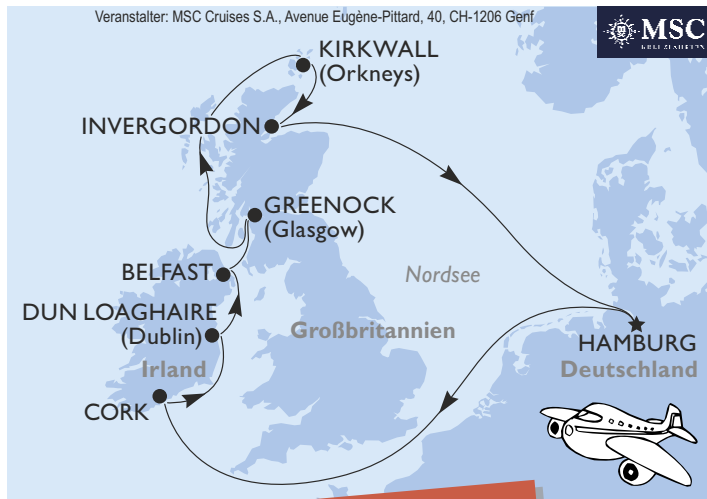 Veranstalter: MSC Cruises S.A., Avenue Eugène-Pittard, 40, CH-1206 Genf
MSC
KREUZFAHRTEN
KIRKWALL
(Orkneys)
INVERGORDON
GREENOCK
(Glasgow)
BELFAST
Nordsee
DUN LOAGHAIRE
(Dublin)
Großbritannien
HAMBURG
Irland
Deutschland
CORK